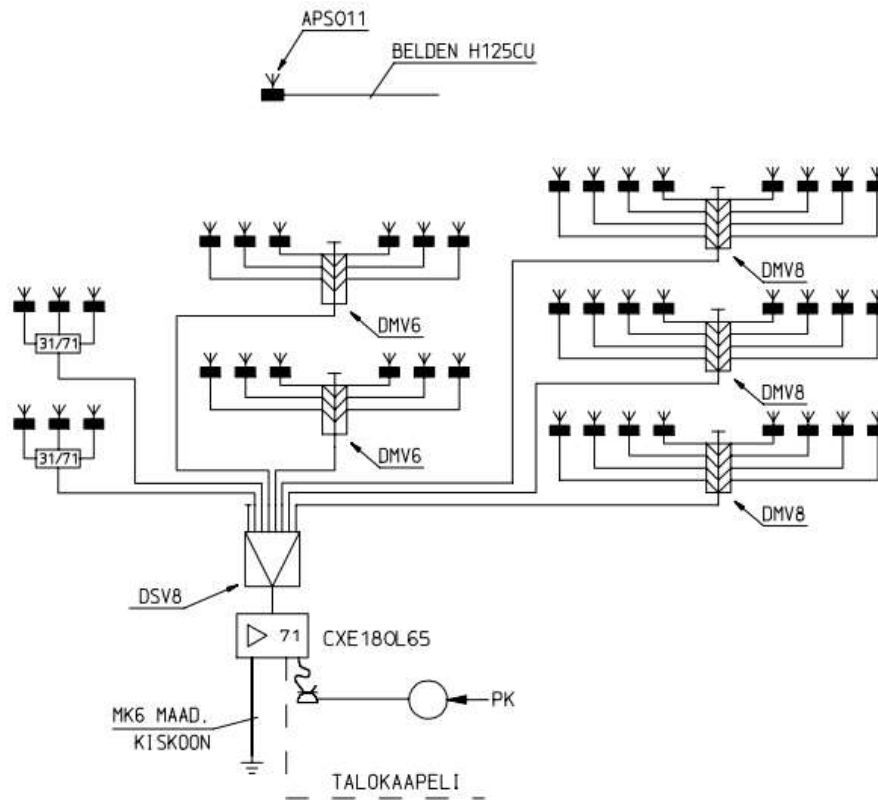 APSO11
BELDEN H125CU
DMV8
DMV6
31/71
DMV8
31/71
DMV6
DMV8
DSV8
71
CXE180L65
PK
MK6 MAAD.
KISKOON
TALOKAAPELI